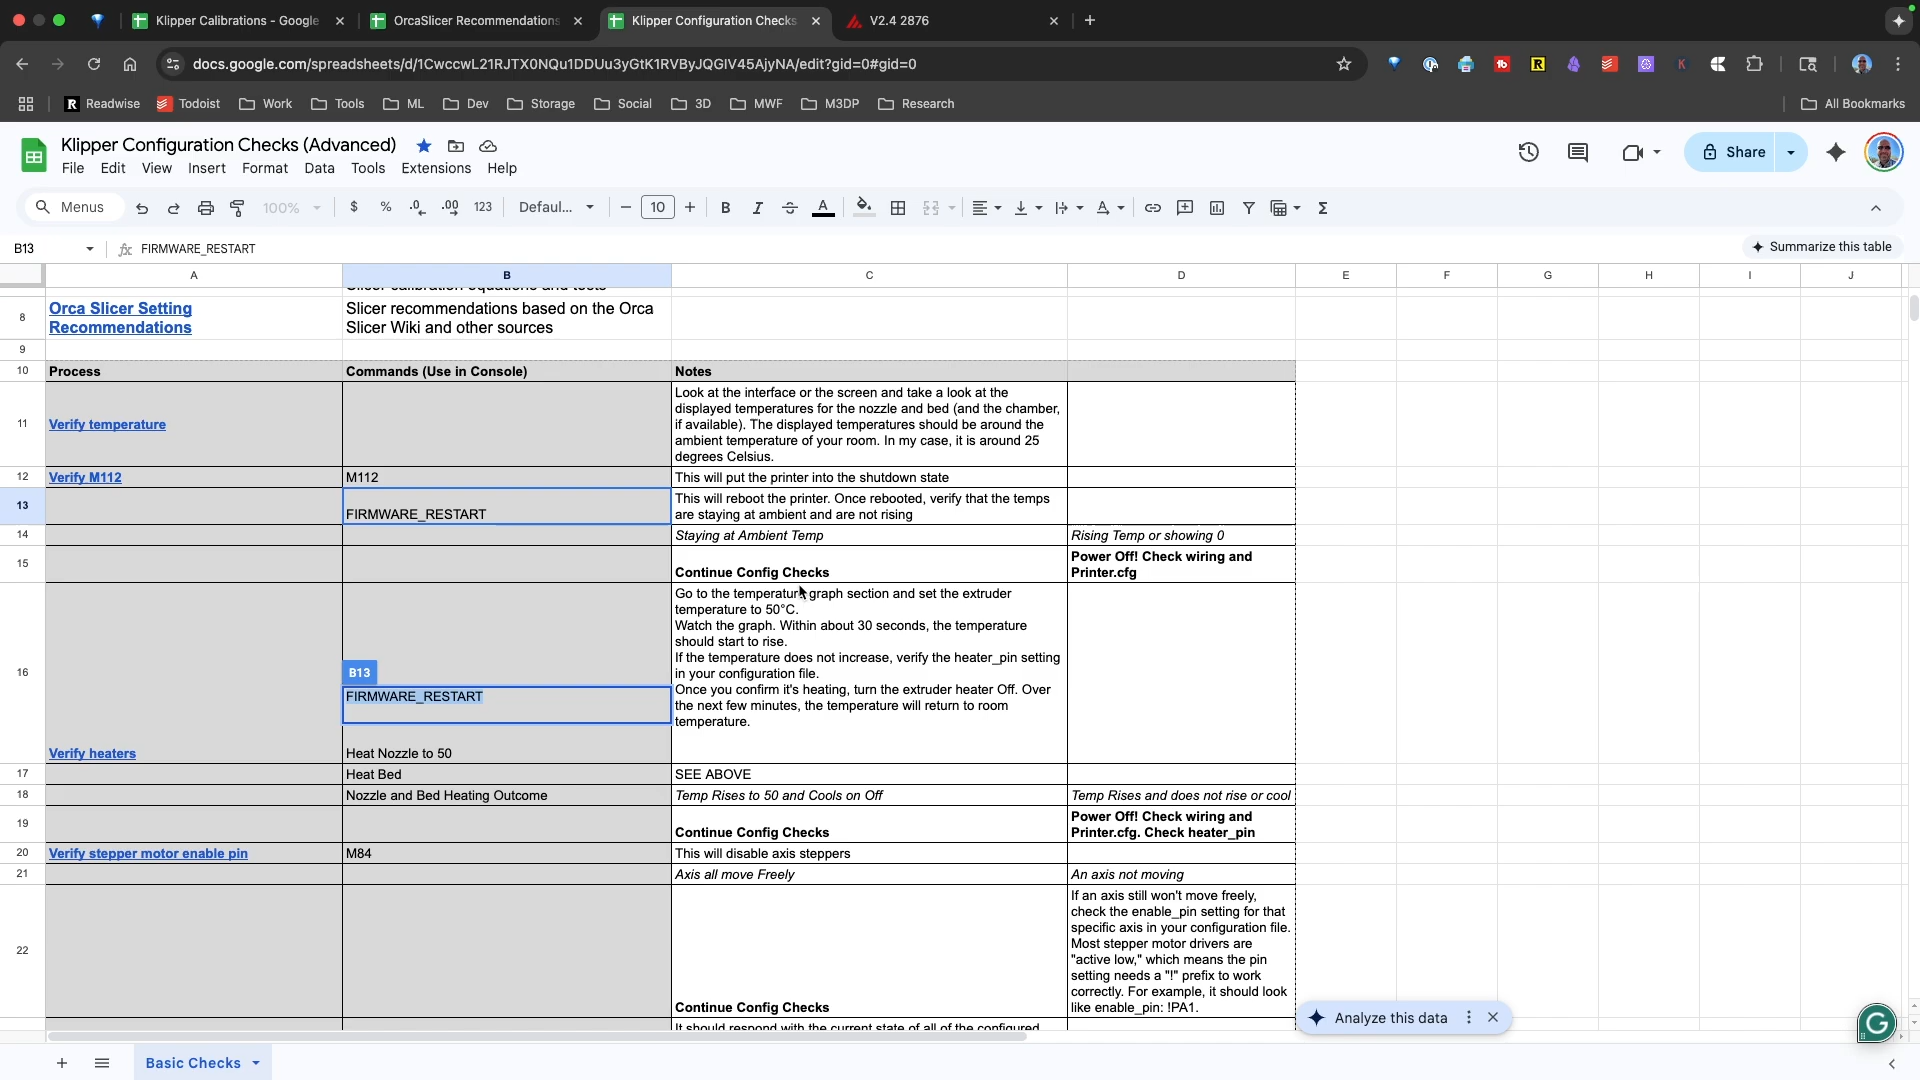 Klipper Calibrations - Google
OrcaSlicer Recommendations
Klipper Configuration Checks
V2.4 2876
docs.google.com/spreadsheets/d/1CwccwL21RJTX0NQu1DDUu3yGtK1RVByJQGIV45AjyNA/edit?gid=0#gid=0
Readwise
Todoist
Work
Tools
ML
Dev
Storage
Social
3D
MWF
M3DP
Research
All Bookmarks
Klipper Configuration Checks (Advanced)
File Edit View Insert Format Data Tools Extensions Help
Share
Menus
100%
$ % .0 .00 123
Defaul...
10
B13
FIRMWARE_RESTART
Summarize this table
A B C D E F G H I J
Slicer calibration equations and tests
8
Orca Slicer Setting
Recommendations
Slicer recommendations based on the Orca
Slicer Wiki and other sources
9
10
Process
Commands (Use in Console)
Notes
11
Verify temperature
Look at the interface or the screen and take a look at the
displayed temperatures for the nozzle and bed (and the chamber,
if available). The displayed temperatures should be around the
ambient temperature of your room. In my case, it is around 25
degrees Celsius.
12
Verify M112
M112
This will put the printer into the shutdown state
13
FIRMWARE_RESTART
This will reboot the printer. Once rebooted, verify that the temps
are staying at ambient and are not rising
14
Staying at Ambient Temp
Rising Temp or showing 0
15
Continue Config Checks
Power Off! Check wiring and
Printer.cfg
16
Verify heaters
B13
FIRMWARE_RESTART
Heat Nozzle to 50
Go to the temperature graph section and set the extruder
temperature to 50°C.
Watch the graph. Within about 30 seconds, the temperature
should start to rise.
If the temperature does not increase, verify the heater_pin setting
in your configuration file.
Once you confirm it's heating, turn the extruder heater Off. Over
the next few minutes, the temperature will return to room
temperature.
17
Heat Bed
SEE ABOVE
18
Nozzle and Bed Heating Outcome
Temp Rises to 50 and Cools on Off
Temp Rises and does not rise or cool
19
Continue Config Checks
Power Off! Check wiring and
Printer.cfg. Check heater_pin
20
Verify stepper motor enable pin
M84
This will disable axis steppers
21
Axis all move Freely
An axis not moving
22
Continue Config Checks
If an axis still won't move freely,
check the enable_pin setting for that
specific axis in your configuration file.
Most stepper motor drivers are
"active low," which means the pin
setting needs a "!" prefix to work
correctly. For example, it should look
like enable_pin: !PA1.
It should respond with the current state of all of the configured
Analyze this data
Basic Checks